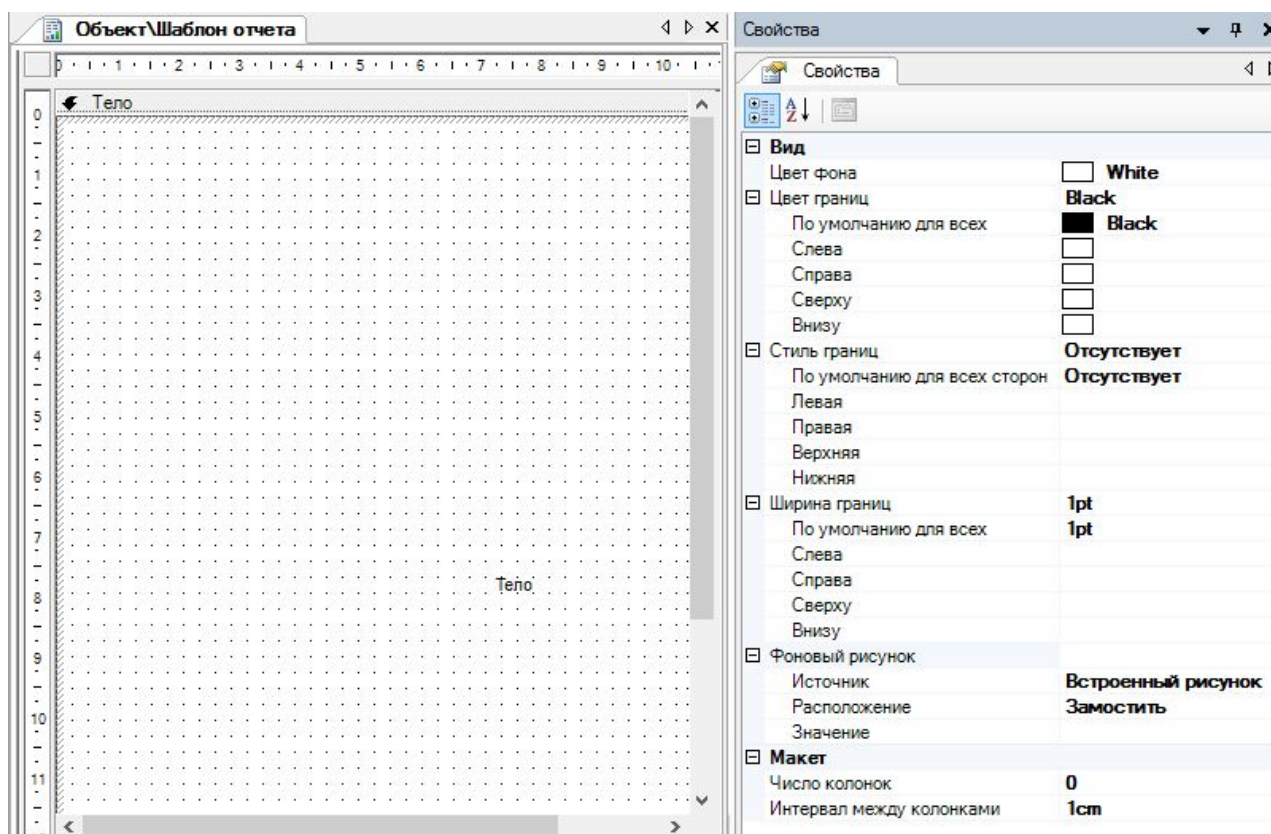 Объект\Шаблон отчета
0 1 2 3 4 5 6 7 8 9 10
Тело
0
1
2
3
4
5
6
7
8
9
10
11
Тело
Свойства
Свойства
Вид
Цвет фона White
Цвет границ Black
По умолчанию для всех Black
Слева
Справа
Сверху
Внизу
Стиль границ Отсутствует
По умолчанию для всех сторон Отсутствует
Левая
Правая
Верхняя
Нижняя
Ширина границ 1pt
По умолчанию для всех 1pt
Слева
Справа
Сверху
Внизу
Фоновый рисунок
Источник Встроенный рисунок
Расположение Замостить
Значение
Макет
Число колонок 0
Интервал между колонками 1cm